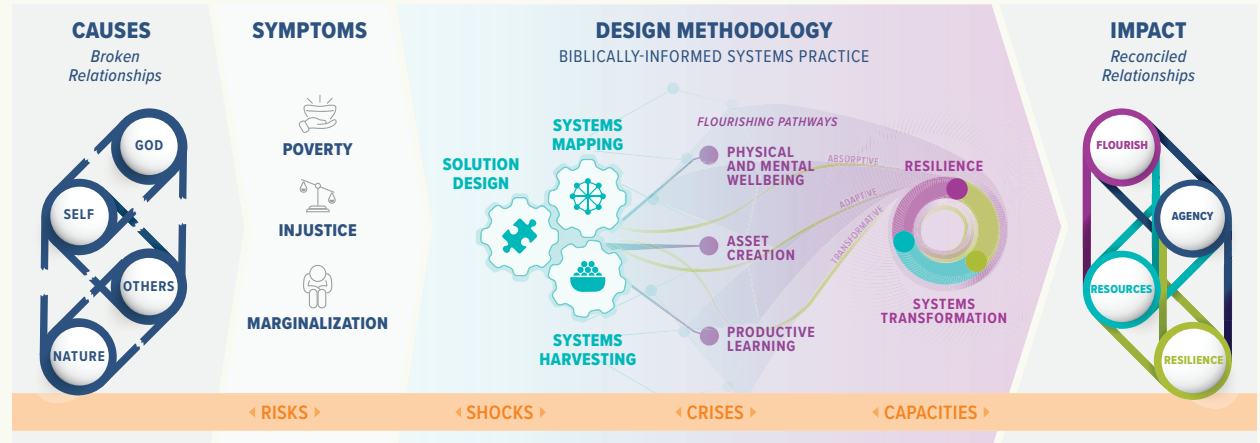 CAUSES
Broken
Relationships
GOD
SELF
OTHERS
NATURE
SYMPTOMS
POVERTY
INJUSTICE
MARGINALIZATION
DESIGN METHODOLOGY
BIBLICALLY-INFORMED SYSTEMS PRACTICE
SOLUTION
DESIGN
SYSTEMS
MAPPING
SYSTEMS
HARVESTING
FLOURISHING PATHWAYS
PHYSICAL
AND MENTAL
WELLBEING
ASSET
CREATION
PRODUCTIVE
LEARNING
ABSORPTIVE
ADAPTIVE
TRANSFORMATIVE
RESILIENCE
SYSTEMS
TRANSFORMATION
IMPACT
Reconciled
Relationships
FLOURISH
AGENCY
RESOURCES
RESILIENCE
RISKS
SHOCKS
CRISES
CAPACITIES